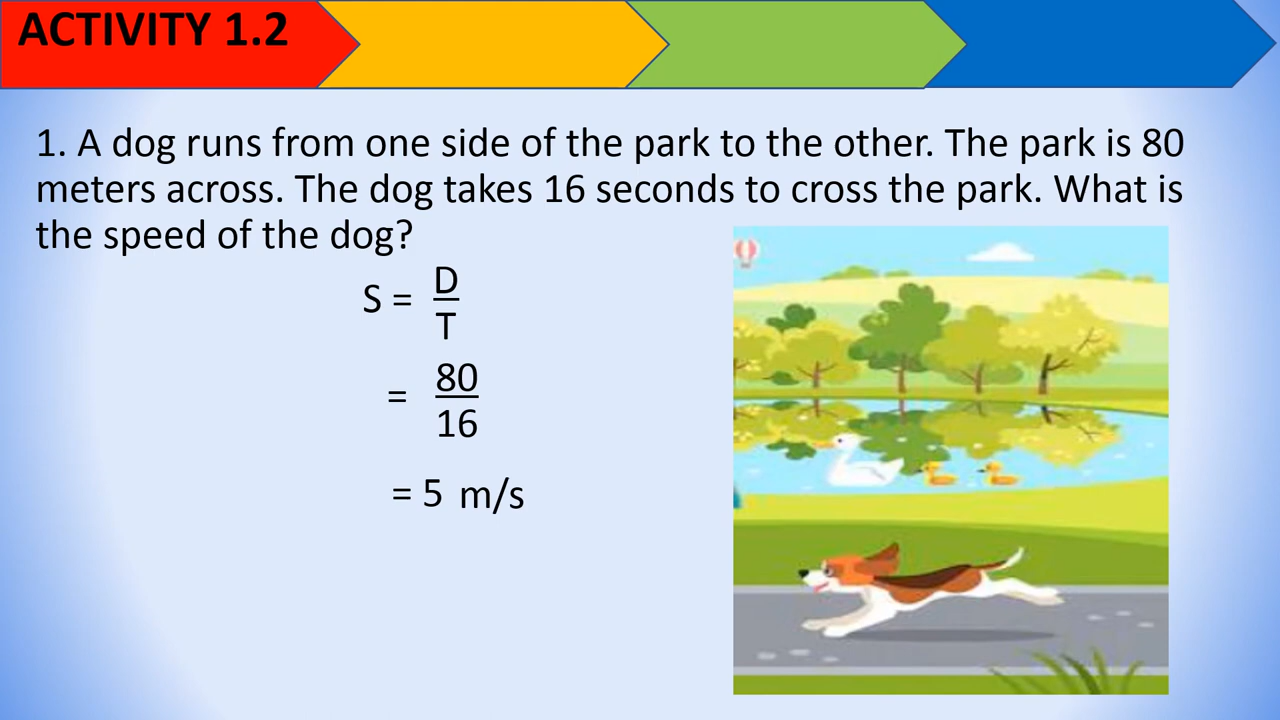 ACTIVITY 1.2
1. A dog runs from one side of the park to the other. The park is 80
meters across. The dog takes 16 seconds to cross the park. What is
the speed of the dog?
S = D
T
= 80
16
= 5 m/s